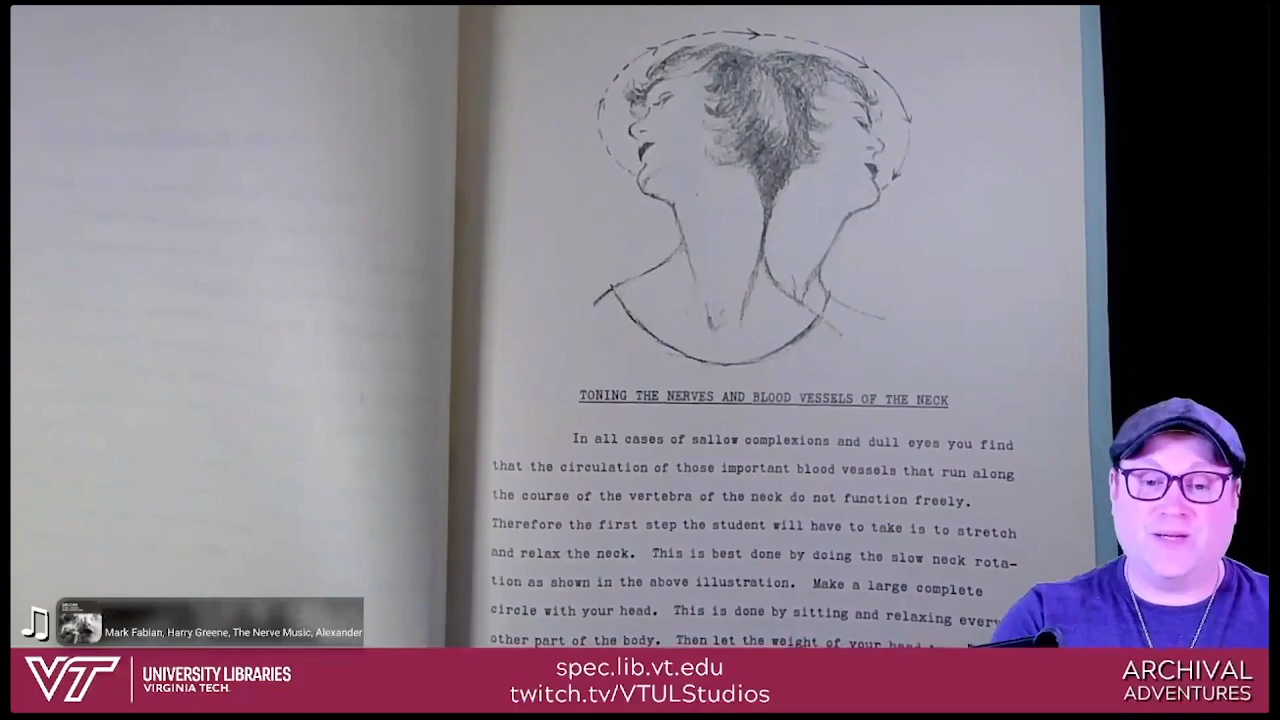 TONING THE NERVES AND BLOOD VESSELS OF THE NECK
In all cases of sallow complexions and dull eyes you find
that the circulation of those important blood vessels that run along
the course of the vertebra of the neck do not function freely.
Therefore the first step the student will have to take is to stretch
and relax the neck. This is best done by doing the slow neck rota-
tion as shown in the above illustration. Make a large complete
circle with your head. This is done by sitting and relaxing every
other part of the body. Then let the weight of your head
Mark Fabian, Harry Greene, The Nerve Music, Alexander
VT UNIVERSITY LIBRARIES
VIRGINIA TECH.
spec.lib.vt.edu
twitch.tv/VTULStudios
ARCHIVAL
ADVENTURES